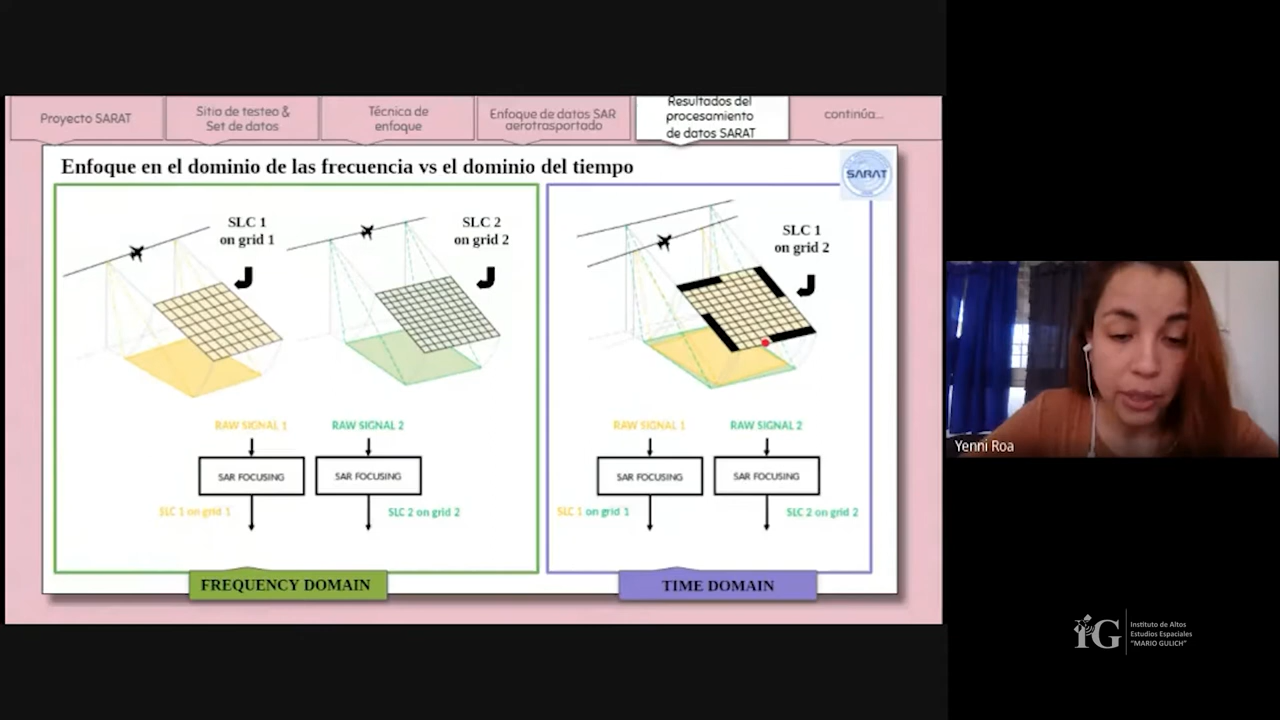 Proyecto SARAT
Sitio de testeo &
Set de datos
Técnica de
enfoque
Enfoque de datos SAR
aerotrasportado
Resultados del
procesamiento
de datos SARAT
continúa...
Enfoque en el dominio de las frecuencia vs el dominio del tiempo
SARAT
SLC 1
on grid 1
SLC 2
on grid 2
SLC 1
on grid 2
RAW SIGNAL 1
RAW SIGNAL 2
SAR FOCUSING
SAR FOCUSING
SLC 1 on grid 1
SLC 2 on grid 2
RAW SIGNAL 1
RAW SIGNAL 2
SAR FOCUSING
SAR FOCUSING
SLC 1 on grid 1
SLC 2 on grid 2
FREQUENCY DOMAIN
TIME DOMAIN
Yenni Roa
iG
Instituto de Altos
Estudios Espaciales
"MARIO GULICH"